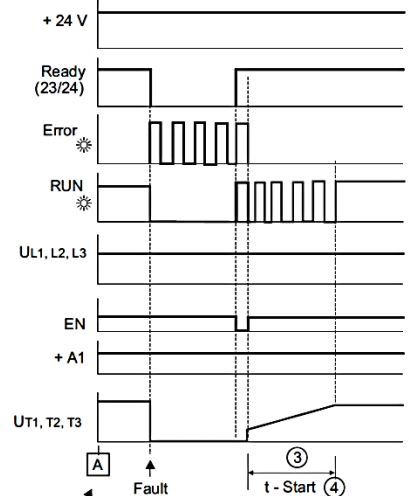 + 24 V
Ready
(23/24)
Error
RUN
UL1, L2, L3
EN
+ A1
UT1, T2, T3
A
Fault
3
t - Start 4